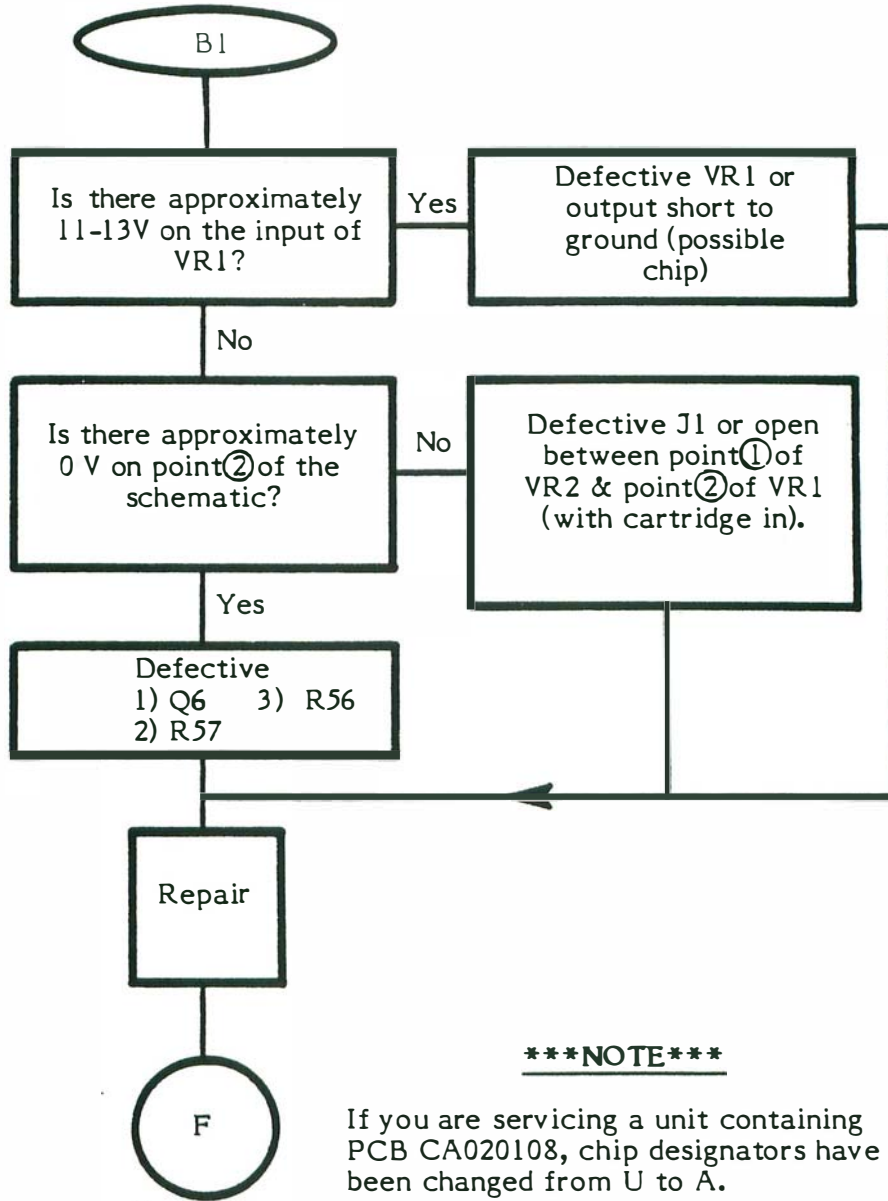 B1
Is there approximately
11-13V on the input of
VR1?
Yes
Defective VR1 or
output short to
ground (possible
chip)
No
Is there approximately
0 V on point ② of the
schematic?
No
Defective J1 or open
between point ① of
VR2 & point ② of VR1
(with cartridge in).
Yes
Defective
1) Q6 3) R56
2) R57
Repair
F
***NOTE***
If you are servicing a unit containing
PCB CA020108, chip designators have
been changed from U to A.